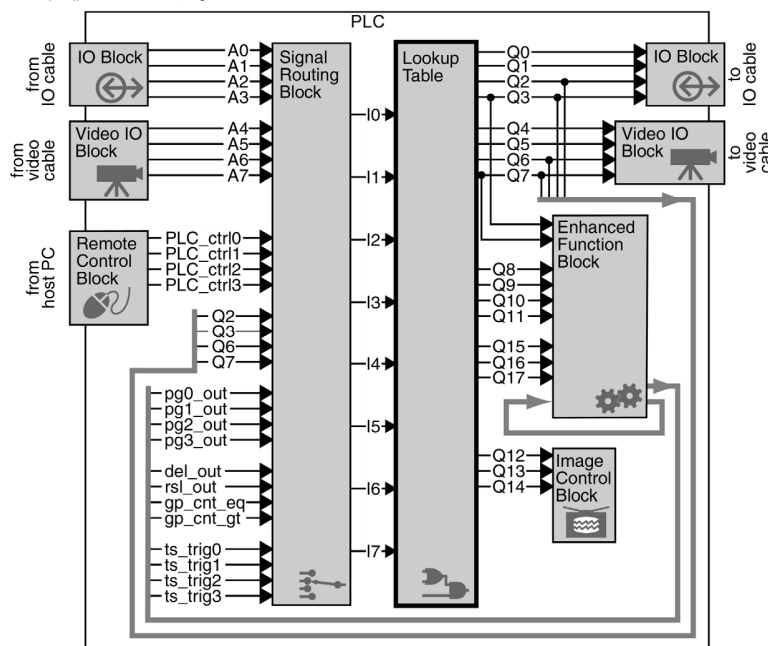 PLC
from
IO cable
IO Block
A0
A1
A2
A3
from
video
cable
Video IO
Block
A4
A5
A6
A7
from
host PC
Remote
Control
Block
PLC_ctrl0
PLC_ctrl1
PLC_ctrl2
PLC_ctrl3
Q2
Q3
Q6
Q7
pg0_out
pg1_out
pg2_out
pg3_out
del_out
rsl_out
gp_cnt_eq
gp_cnt_gt
ts_trig0
ts_trig1
ts_trig2
ts_trig3
Signal
Routing
Block
I0
I1
I2
I3
I4
I5
I6
I7
Lookup
Table
Q0
Q1
Q2
Q3
Q4
Q5
Q6
Q7
Q8
Q9
Q10
Q11
Q15
Q16
Q17
Q12
Q13
Q14
IO Block
to
IO cable
Video IO
Block
to
video
cable
Enhanced
Function
Block
Image
Control
Block